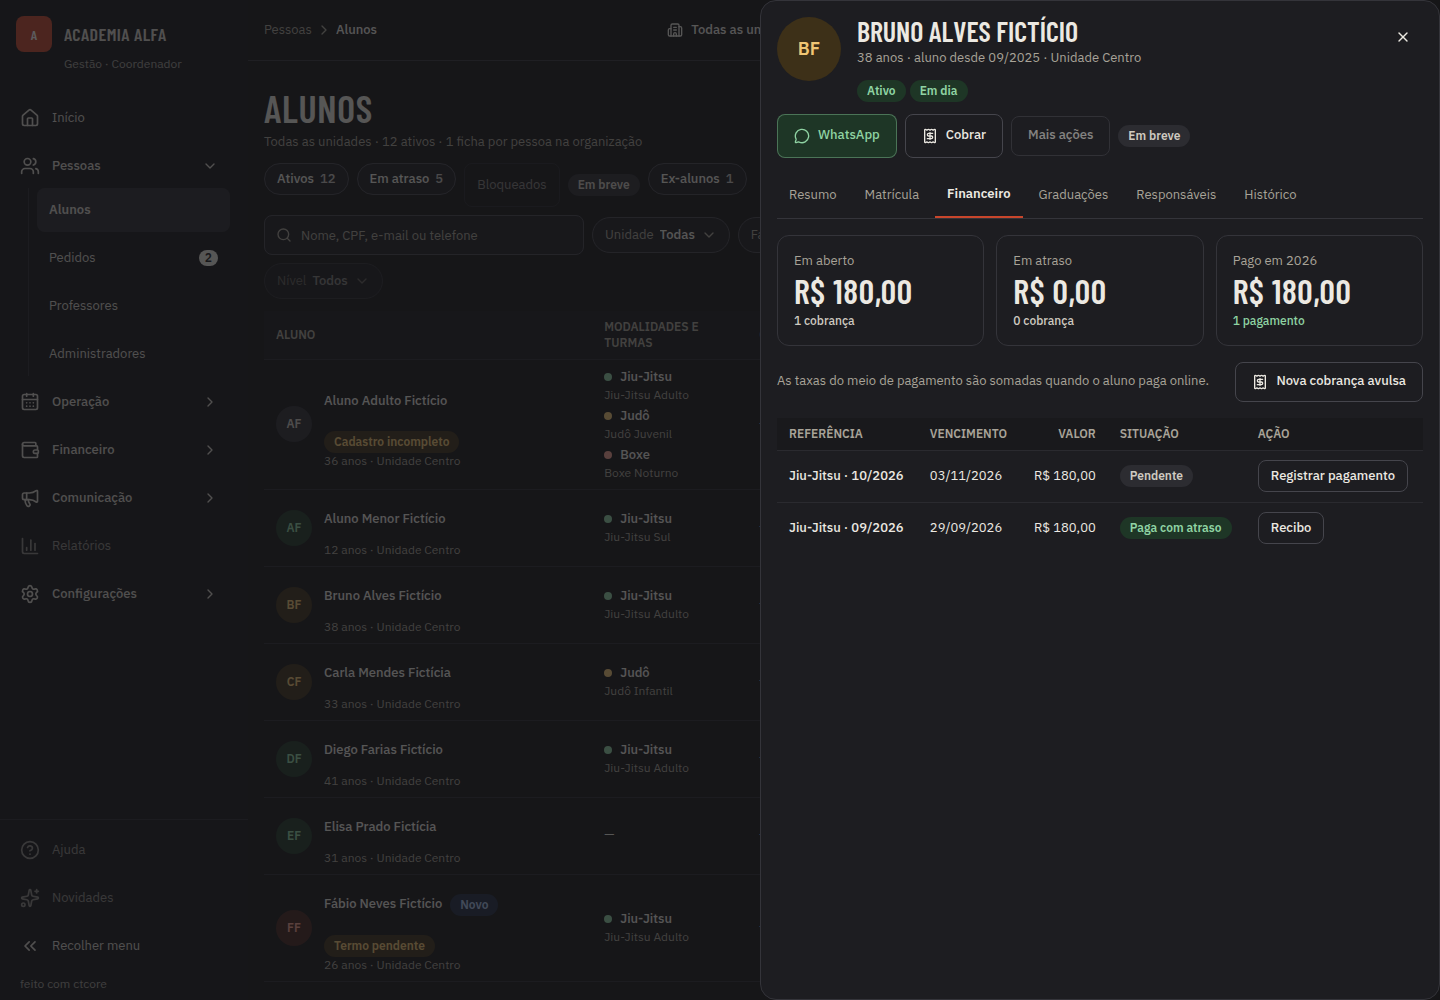 A
ACADEMIA ALFA
Gestão · Coordenador
Início
Pessoas
Alunos
Pedidos 2
Professores
Administradores
Operação
Financeiro
Comunicação
Relatórios
Configurações
Ajuda
Novidades
Recolher menu
feito com ctcore
Pessoas > Alunos
Todas as un
ALUNOS
Todas as unidades · 12 ativos · 1 ficha por pessoa na organização
Ativos 12 Em atraso 5 Bloqueados Em breve Ex-alunos 1
Nome, CPF, e-mail ou telefone Unidade Todas Fa
Nível Todos
ALUNO MODALIDADES E
TURMAS
AF Aluno Adulto Fictício
Cadastro incompleto
36 anos · Unidade Centro
Jiu-Jitsu
Jiu-Jitsu Adulto
Judô
Judô Juvenil
Boxe
Boxe Noturno
AF Aluno Menor Fictício
12 anos · Unidade Centro
Jiu-Jitsu
Jiu-Jitsu Sul
BF Bruno Alves Fictício
38 anos · Unidade Centro
Jiu-Jitsu
Jiu-Jitsu Adulto
CF Carla Mendes Fictícia
33 anos · Unidade Centro
Judô
Judô Infantil
DF Diego Farias Fictício
41 anos · Unidade Centro
Jiu-Jitsu
Jiu-Jitsu Adulto
EF Elisa Prado Fictícia
31 anos · Unidade Centro
—
FF Fábio Neves Fictício Novo
Termo pendente
26 anos · Unidade Centro
Jiu-Jitsu
Jiu-Jitsu Adulto
BF
BRUNO ALVES FICTÍCIO
38 anos · aluno desde 09/2025 · Unidade Centro
Ativo Em dia
WhatsApp Cobrar Mais ações Em breve
Resumo Matrícula Financeiro Graduações Responsáveis Histórico
Em aberto
R$ 180,00
1 cobrança
Em atraso
R$ 0,00
0 cobrança
Pago em 2026
R$ 180,00
1 pagamento
As taxas do meio de pagamento são somadas quando o aluno paga online. Nova cobrança avulsa
REFERÊNCIA VENCIMENTO VALOR SITUAÇÃO AÇÃO
Jiu-Jitsu · 10/2026 03/11/2026 R$ 180,00 Pendente Registrar pagamento
Jiu-Jitsu · 09/2026 29/09/2026 R$ 180,00 Paga com atraso Recibo